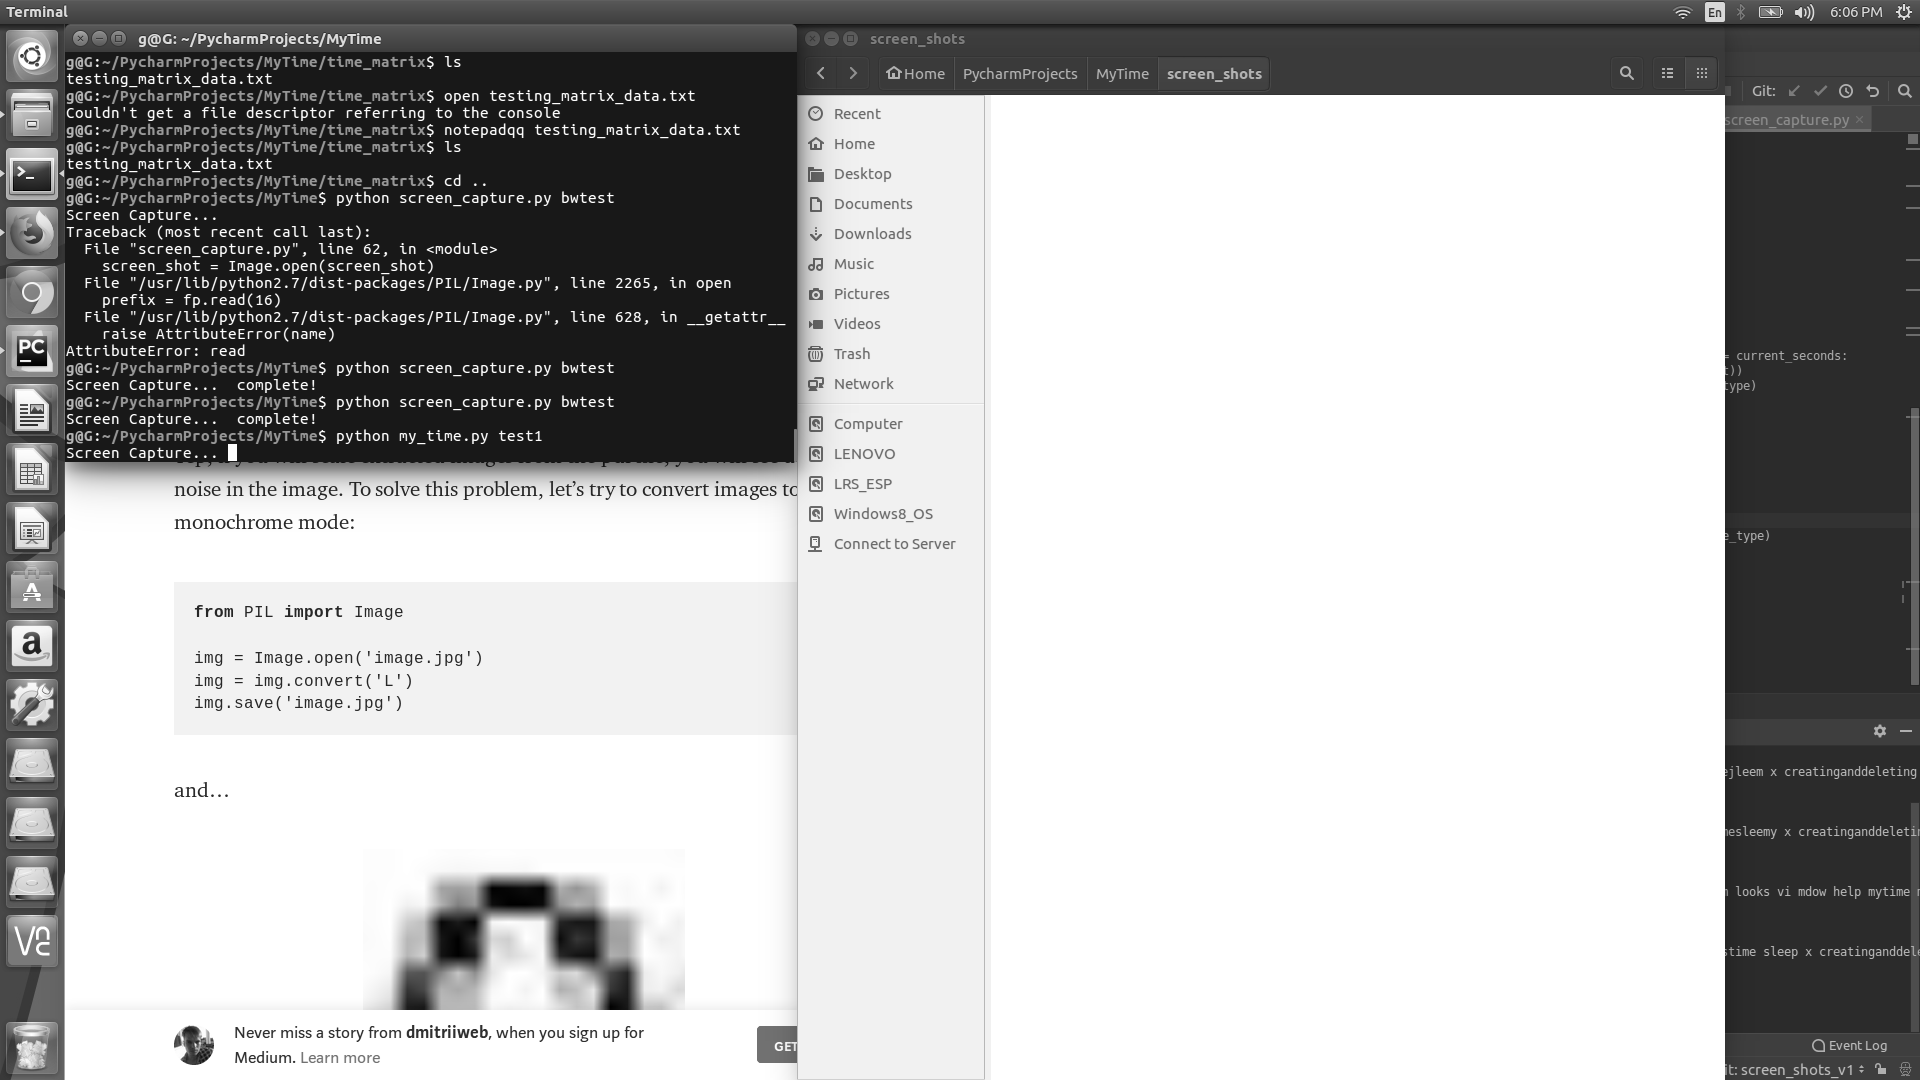 Terminal
En
6:06 PM
g@G: ~/PycharmProjects/MyTime
g@G:~/PycharmProjects/MyTime/time_matrix$ ls
testing_matrix_data.txt
g@G:~/PycharmProjects/MyTime/time_matrix$ open testing_matrix_data.txt
Couldn't get a file descriptor referring to the console
g@G:~/PycharmProjects/MyTime/time_matrix$ notepadqq testing_matrix_data.txt
g@G:~/PycharmProjects/MyTime/time_matrix$ ls
testing_matrix_data.txt
g@G:~/PycharmProjects/MyTime/time_matrix$ cd ..
g@G:~/PycharmProjects/MyTime$ python screen_capture.py bwtest
Screen Capture...
Traceback (most recent call last):
File "screen_capture.py", line 62, in <module>
screen_shot = Image.open(screen_shot)
File "/usr/lib/python2.7/dist-packages/PIL/Image.py", line 2265, in open
prefix = fp.read(16)
File "/usr/lib/python2.7/dist-packages/PIL/Image.py", line 628, in __getattr__
raise AttributeError(name)
AttributeError: read
g@G:~/PycharmProjects/MyTime$ python screen_capture.py bwtest
Screen Capture...  complete!
g@G:~/PycharmProjects/MyTime$ python screen_capture.py bwtest
Screen Capture...  complete!
g@G:~/PycharmProjects/MyTime$ python my_time.py test1
Screen Capture...
noise in the image. To solve this problem, let's try to convert images to
monochrome mode:
from PIL import Image
img = Image.open('image.jpg')
img = img.convert('L')
img.save('image.jpg')
and...
Never miss a story from dmitriiweb, when you sign up for
Medium. Learn more
GET
screen_shots
Home PycharmProjects MyTime screen_shots
Recent
Home
Desktop
Documents
Downloads
Music
Pictures
Videos
Trash
Network
Computer
LENOVO
LRS_ESP
Windows8_OS
Connect to Server
Git:
screen_capture.py
= current_seconds:
t))
type)
e_type)
ejleem x creatinganddeleting
mesleemy x creatinganddeletin
n looks vi mdow help mytime
stime sleep x creatinganddele
Event Log
it: screen_shots_v1
PC
a